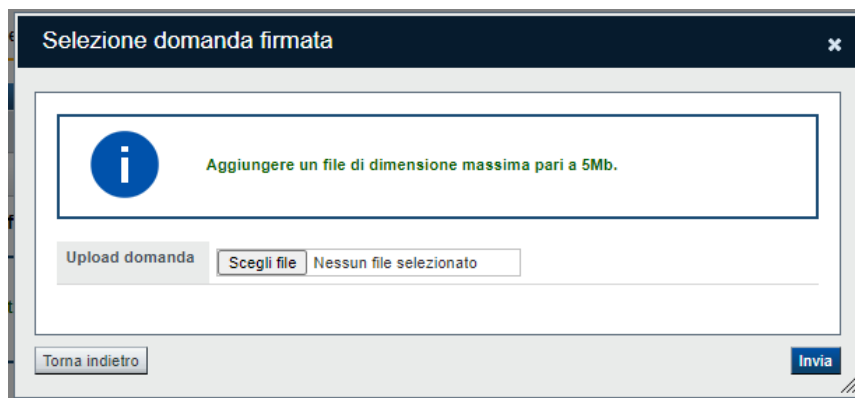 Selezione domanda firmata
Aggiungere un file di dimensione massima pari a 5Mb.
Upload domanda Scegli file Nessun file selezionato
Torna indietro Invia